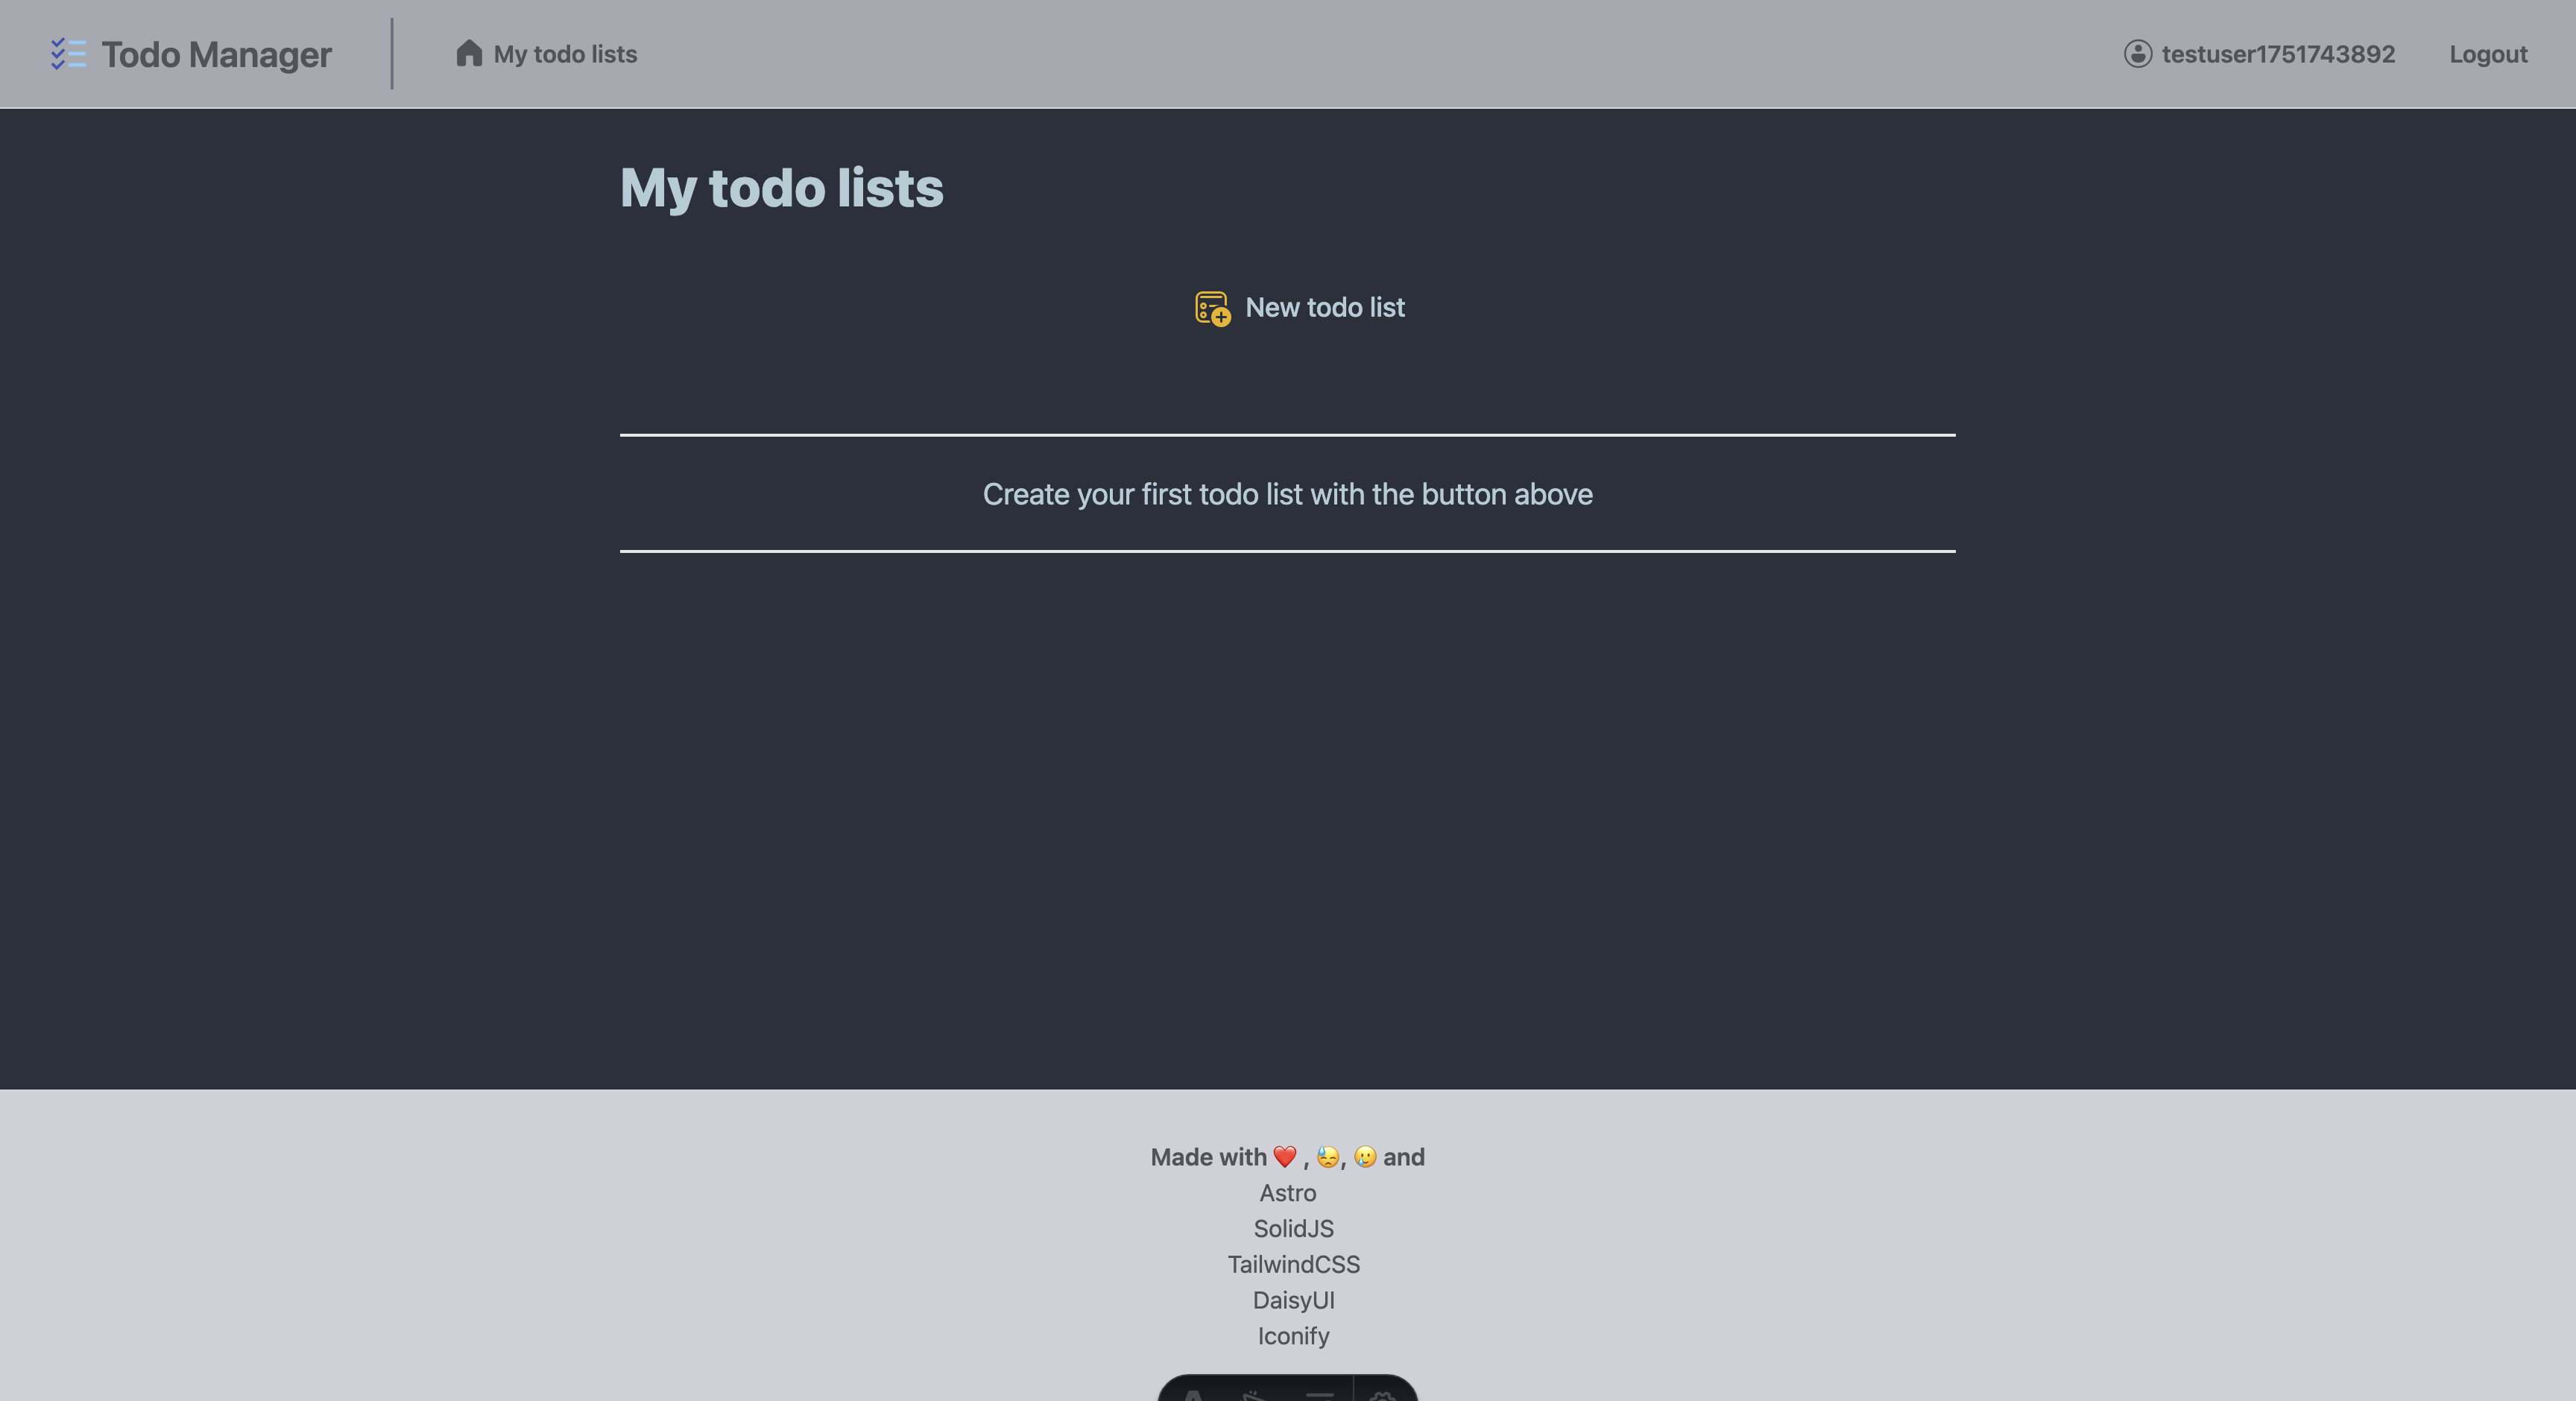 Todo Manager
My todo lists
testuser1751743892
Logout
My todo lists
New todo list
Create your first todo list with the button above
Made with ❤️ , 😓, 🥲 and
Astro
SolidJS
TailwindCSS
DaisyUI
Iconify